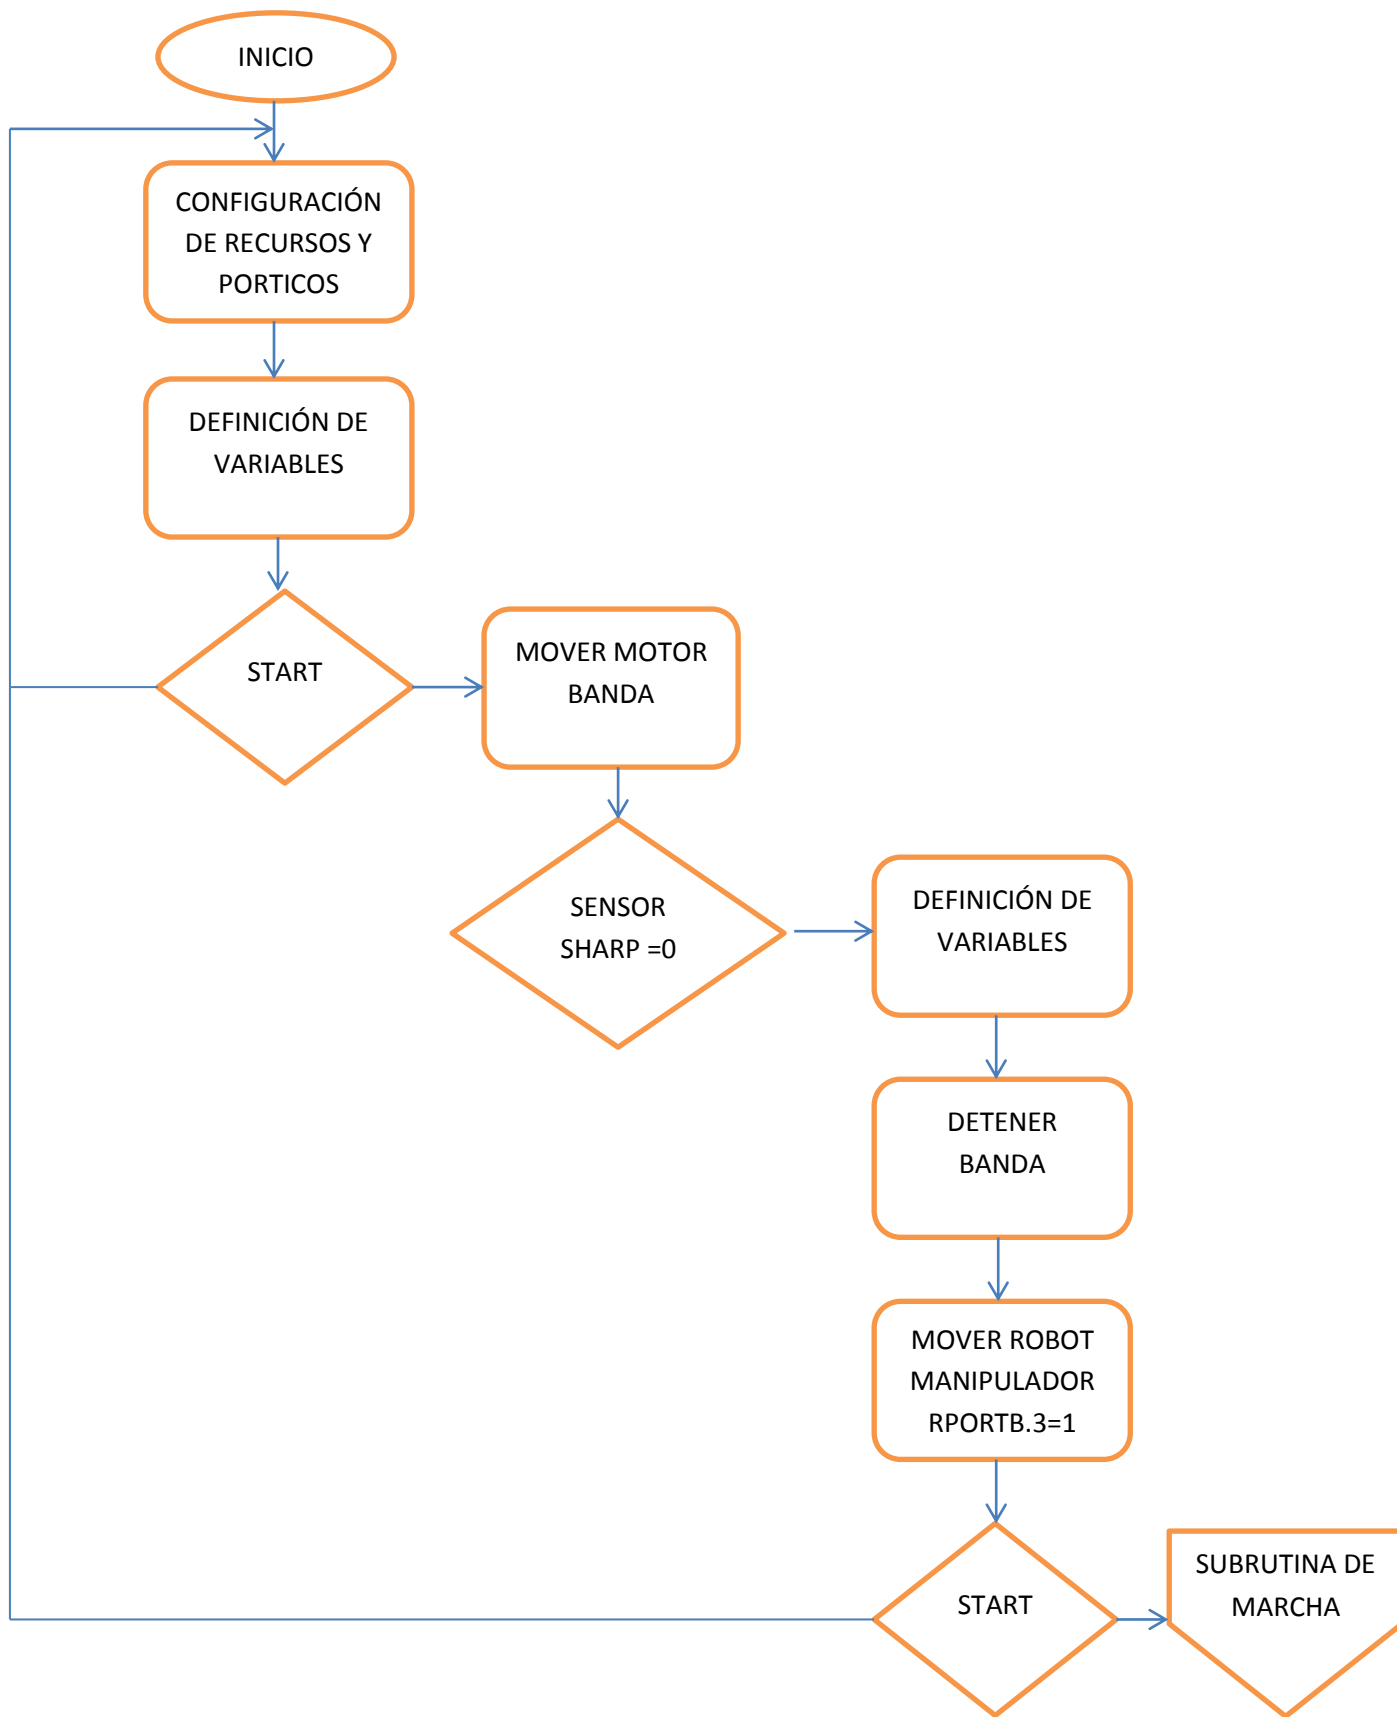 INICIO
CONFIGURACIÓN
DE RECURSOS Y
PORTICOS
DEFINICIÓN DE
VARIABLES
START
MOVER MOTOR
BANDA
SENSOR
SHARP =0
DEFINICIÓN DE
VARIABLES
DETENER
BANDA
MOVER ROBOT
MANIPULADOR
RPORTB.3=1
START
SUBRUTINA DE
MARCHA